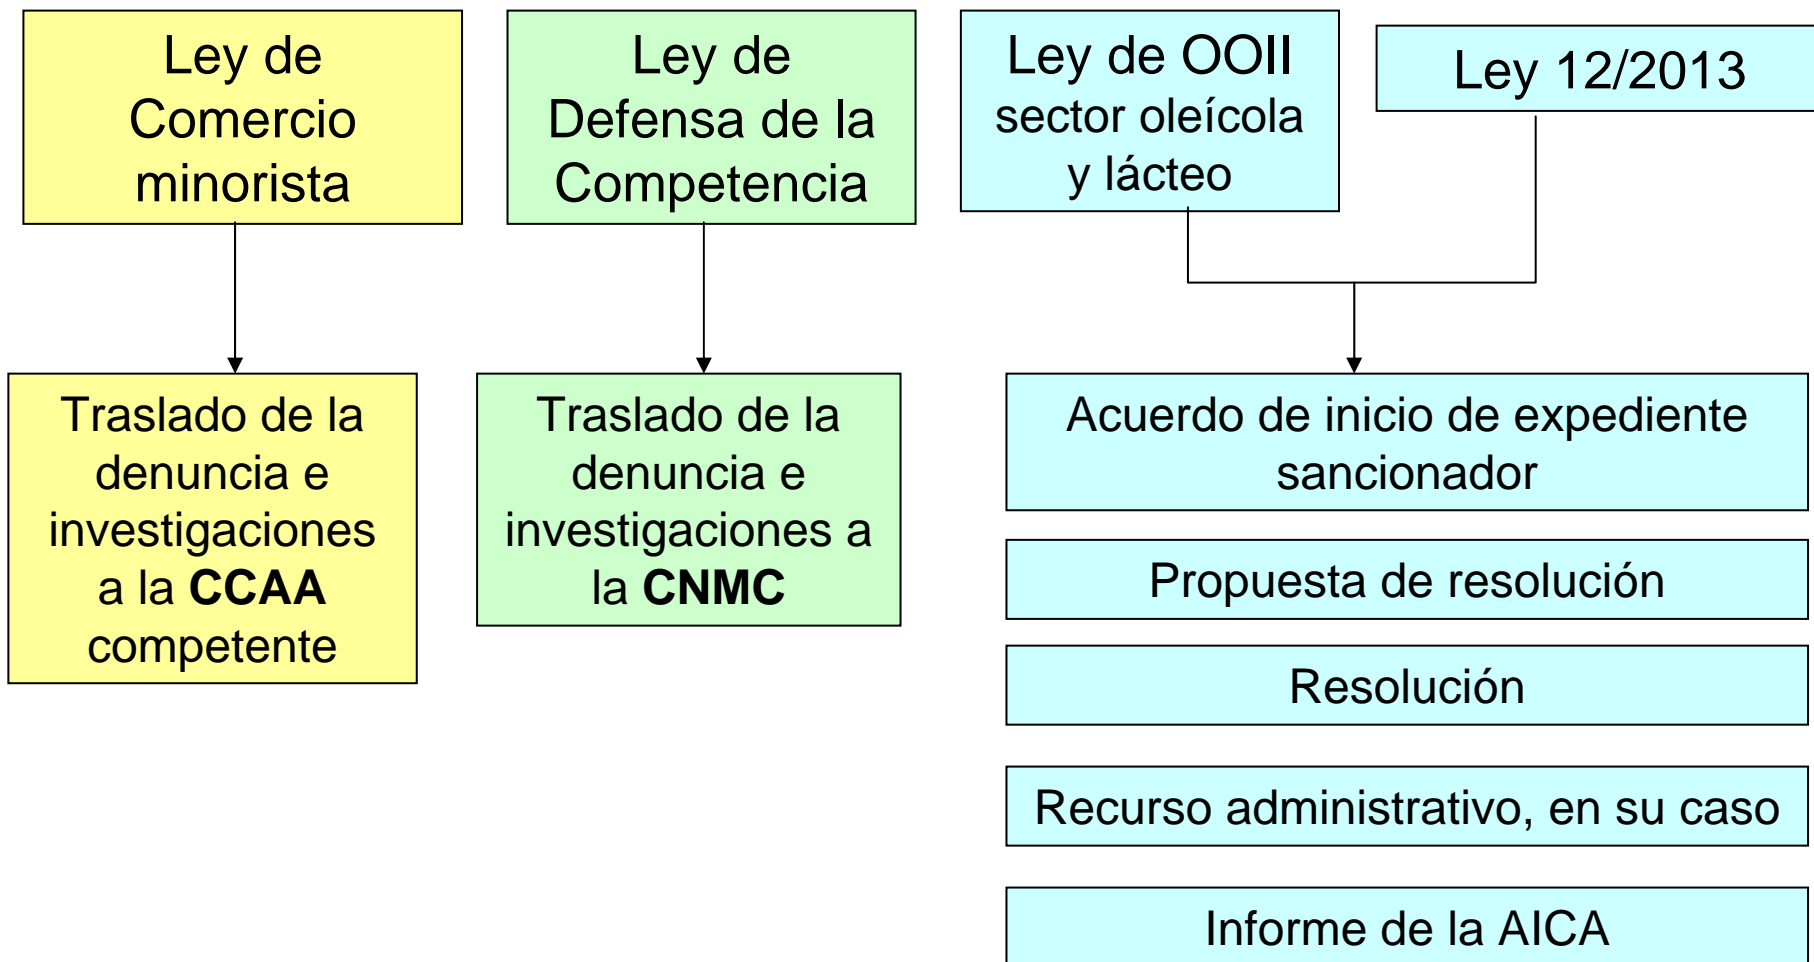 Ley de
Comercio
minorista
Ley de
Defensa de la
Competencia
Ley de OOII
sector oleícola
y lácteo
Ley 12/2013
Traslado de la
denuncia e
investigaciones
a la CCAA
competente
Traslado de la
denuncia e
investigaciones a
la CNMC
Acuerdo de inicio de expediente
sancionador
Propuesta de resolución
Resolución
Recurso administrativo, en su caso
Informe de la AICA